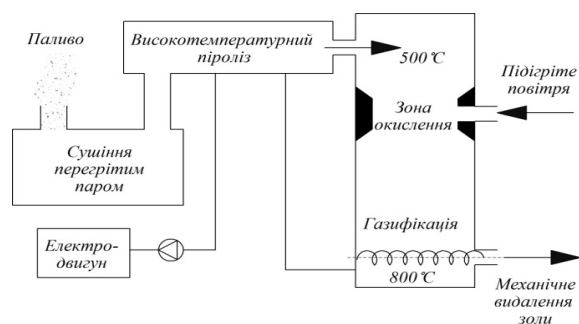 Паливо
Високотемпературний
піроліз
500℃
Підігріте
повітря
Зона
окислення
Сушіння
перегрітим
паром
Газифікація
Електро-
двигун
800℃
Механічне
видалення
золи